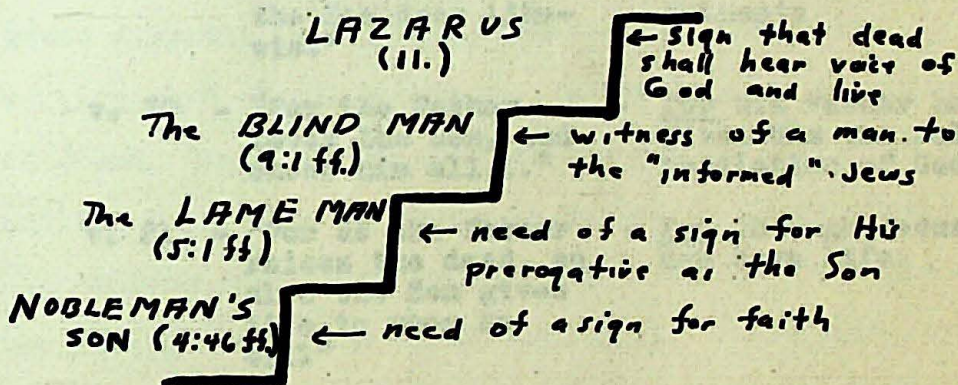 LAZARUS
(11.)
← sign that dead
shall hear voice of
God and live
The BLIND MAN
(9:1 ff.)
← witness of a man to
the "informed" Jews
The LAME MAN
(5:1 ff)
← need of a sign for His
prerogative as the Son
NOBLEMAN'S
SON (4:46 ff.)
← need of a sign for faith